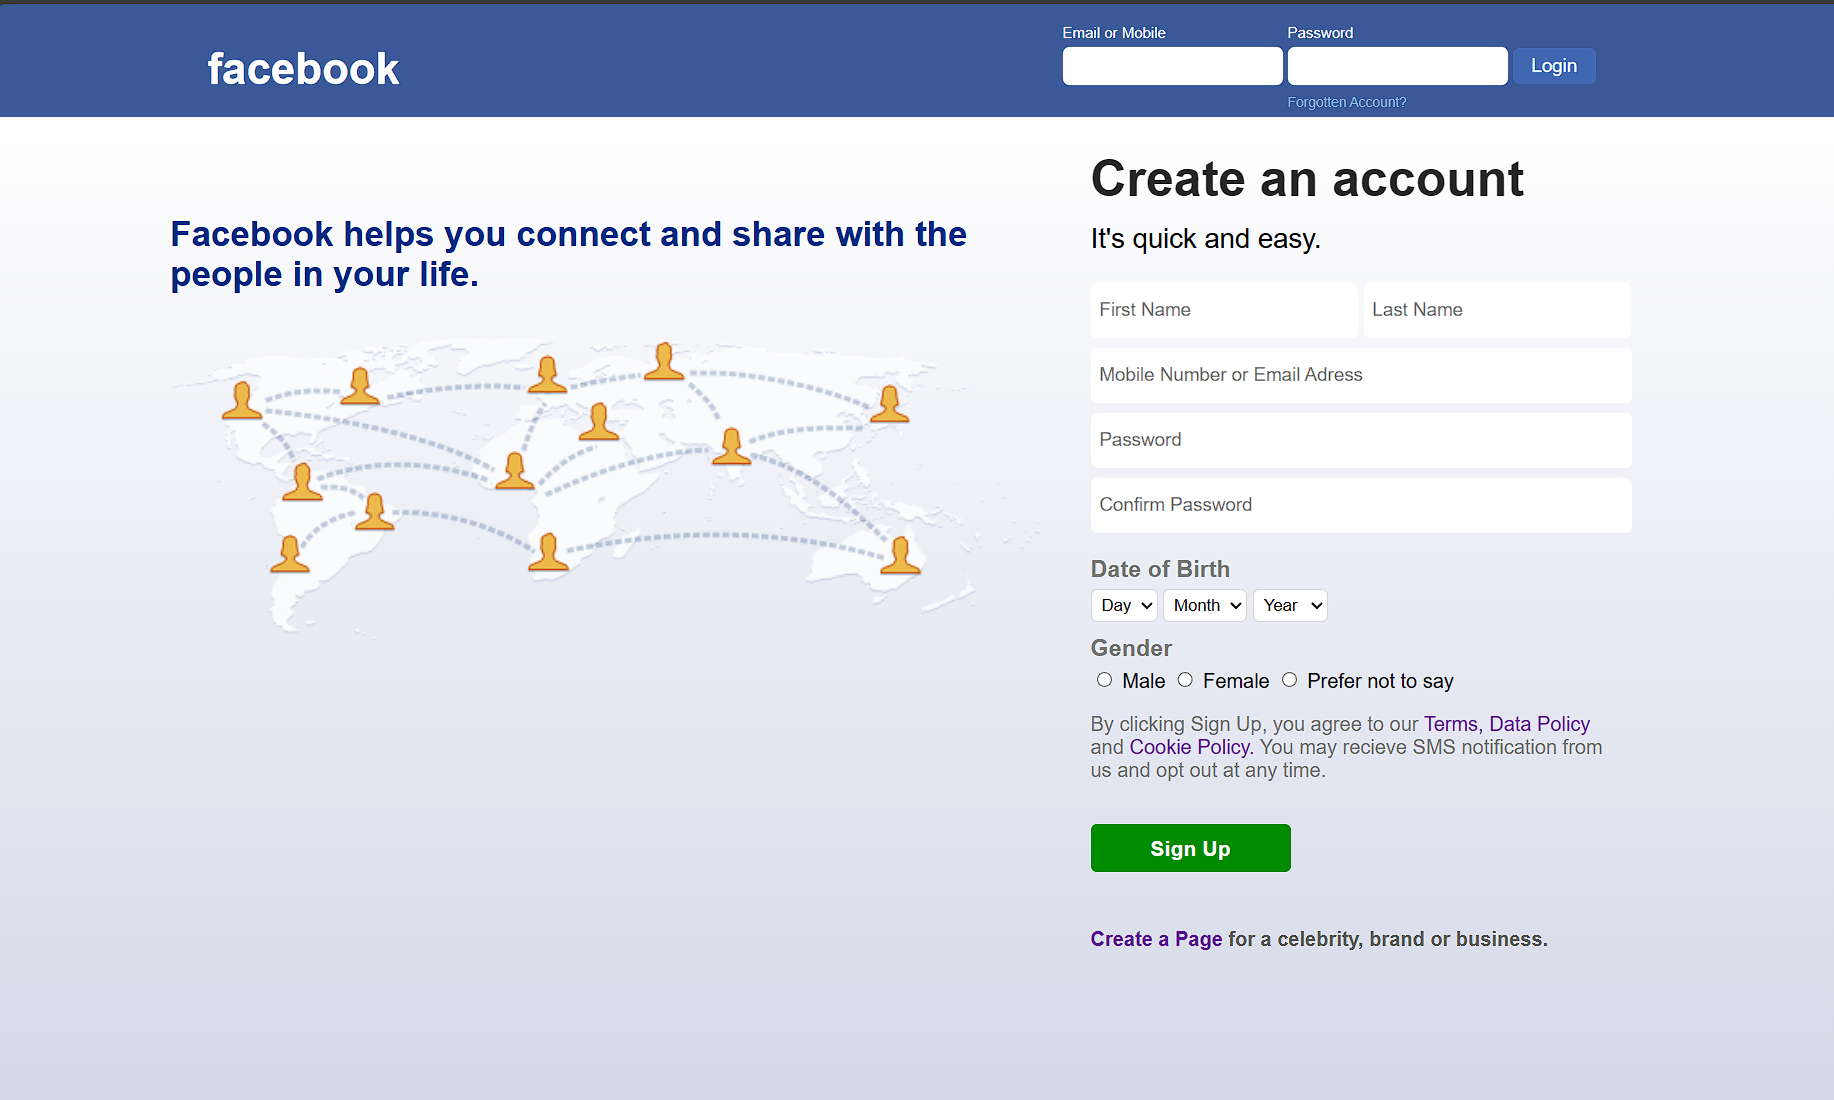 facebook
Email or Mobile
Password
Login
Forgotten Account?
Facebook helps you connect and share with the
people in your life.
Create an account
It's quick and easy.
First Name
Last Name
Mobile Number or Email Adress
Password
Confirm Password
Date of Birth
Day
Month
Year
Gender
Male
Female
Prefer not to say
By clicking Sign Up, you agree to our Terms, Data Policy
and Cookie Policy. You may recieve SMS notification from
us and opt out at any time.
Sign Up
Create a Page for a celebrity, brand or business.